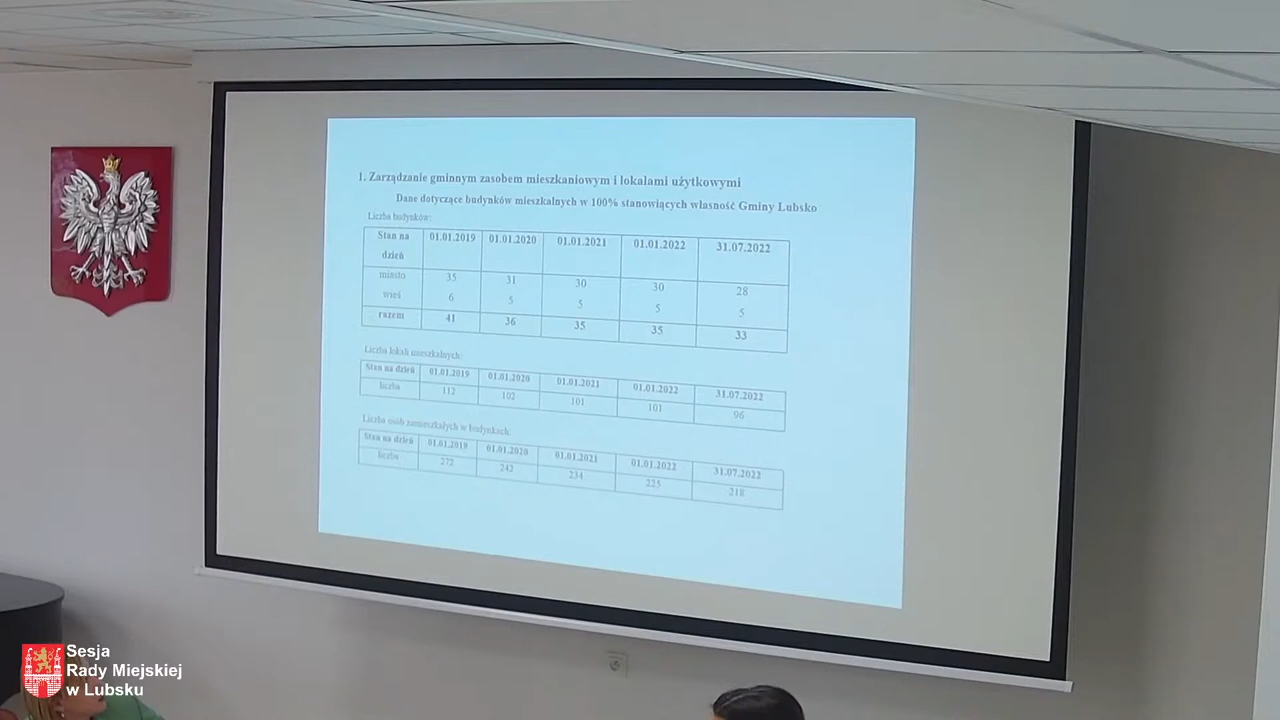 1. Zarządzanie gminnym zasobem mieszkaniowym i lokalami użytkowymi
Dane dotyczące budynków mieszkalnych w 100% stanowiących własność Gminy Lubsko
Liczba budynków:
Stan na dzień 01.01.2019 01.01.2020 01.01.2021 01.01.2022 31.07.2022
miasto 35 31 30 30 28
wieś 6 5 5 5 5
razem 41 36 35 35 33
Liczba lokali mieszkalnych:
Stan na dzień 01.01.2019 01.01.2020 01.01.2021 01.01.2022 31.07.2022
liczba 112 102 101 101 96
Liczba osób zamieszkałych w budynkach:
Stan na dzień 01.01.2019 01.01.2020 01.01.2021 01.01.2022 31.07.2022
liczba 272 242 234 225 218
Sesja
Rady Miejskiej
w Lubsku